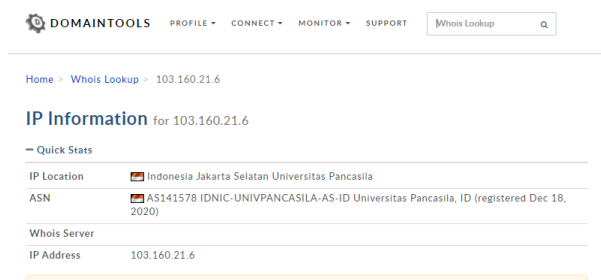 DOMAINTOOLS PROFILE CONNECT MONITOR SUPPORT Whois Lookup
Home > Whois Lookup > 103.160.21.6
IP Information for 103.160.21.6
– Quick Stats
IP Location Indonesia Jakarta Selatan Universitas Pancasila
ASN AS141578 IDNIC-UNIVPANCASILA-AS-ID Universitas Pancasila, ID (registered Dec 18,
2020)
Whois Server
IP Address 103.160.21.6